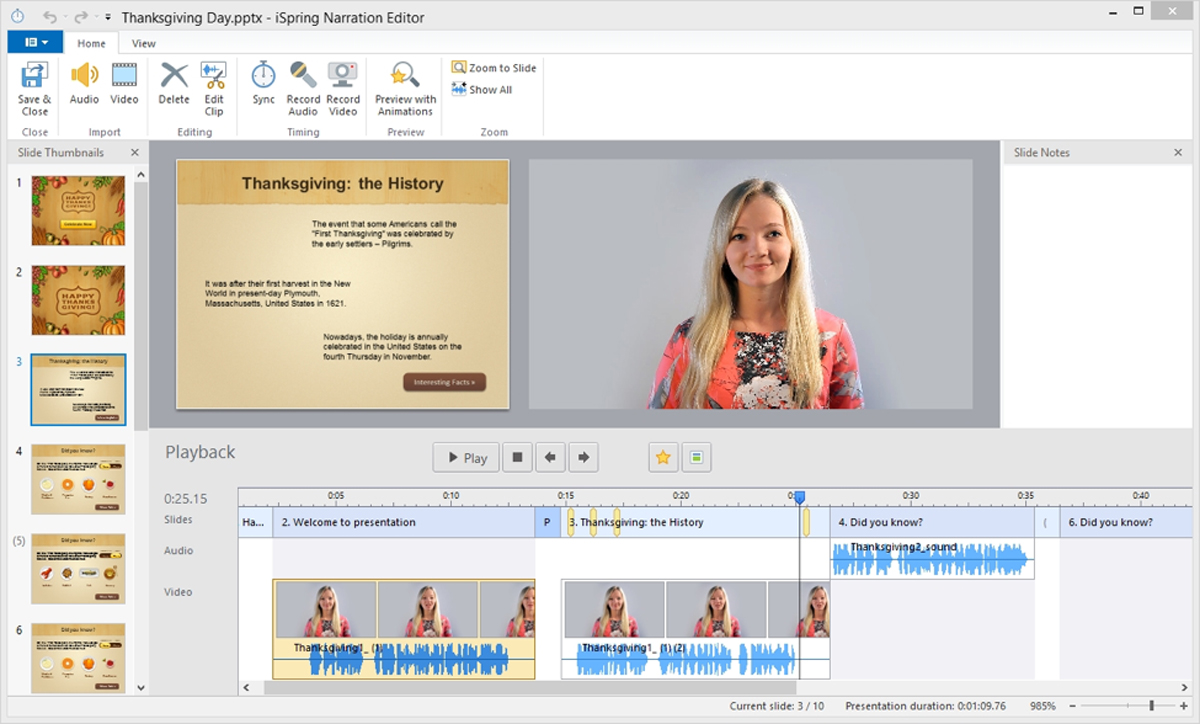 Thanksgiving Day.pptx - iSpring Narration Editor
Home View
Save & Close
Audio
Video
Delete
Edit Clip
Sync
Record Audio
Record Video
Preview with Animations
Zoom to Slide
Show All
Close Import Editing Timing Preview Zoom
Slide Thumbnails
Slide Notes
1
HAPPY
THANKS
GIVING!
2
HAPPY
THANKS
GIVING!
3
Thanksgiving: the History
4
Did you know?
(5)
Did you know?
6
Did you know?
Thanksgiving: the History
The event that some Americans call the
"First Thanksgiving" was celebrated by
the early settlers – Pilgrims.
It was after their first harvest in the New
World in present-day Plymouth,
Massachusetts, United States in 1621.
Nowadays, the holiday is annually
celebrated in the United States on the
fourth Thursday in November.
Interesting Facts »
Playback
Play
0:25.15
0:05 0:10 0:15 0:20 0:30 0:35 0:40
Slides
Ha... 2. Welcome to presentation P 3. Thanksgiving: the History 4. Did you know? ( 6. Did you know?
Audio
Thanksgiving2_sound
Video
Thanksgiving1_ (1)
Thanksgiving1_ (1) (2)
Current slide: 3 / 10 Presentation duration: 0:01:09.76 985%